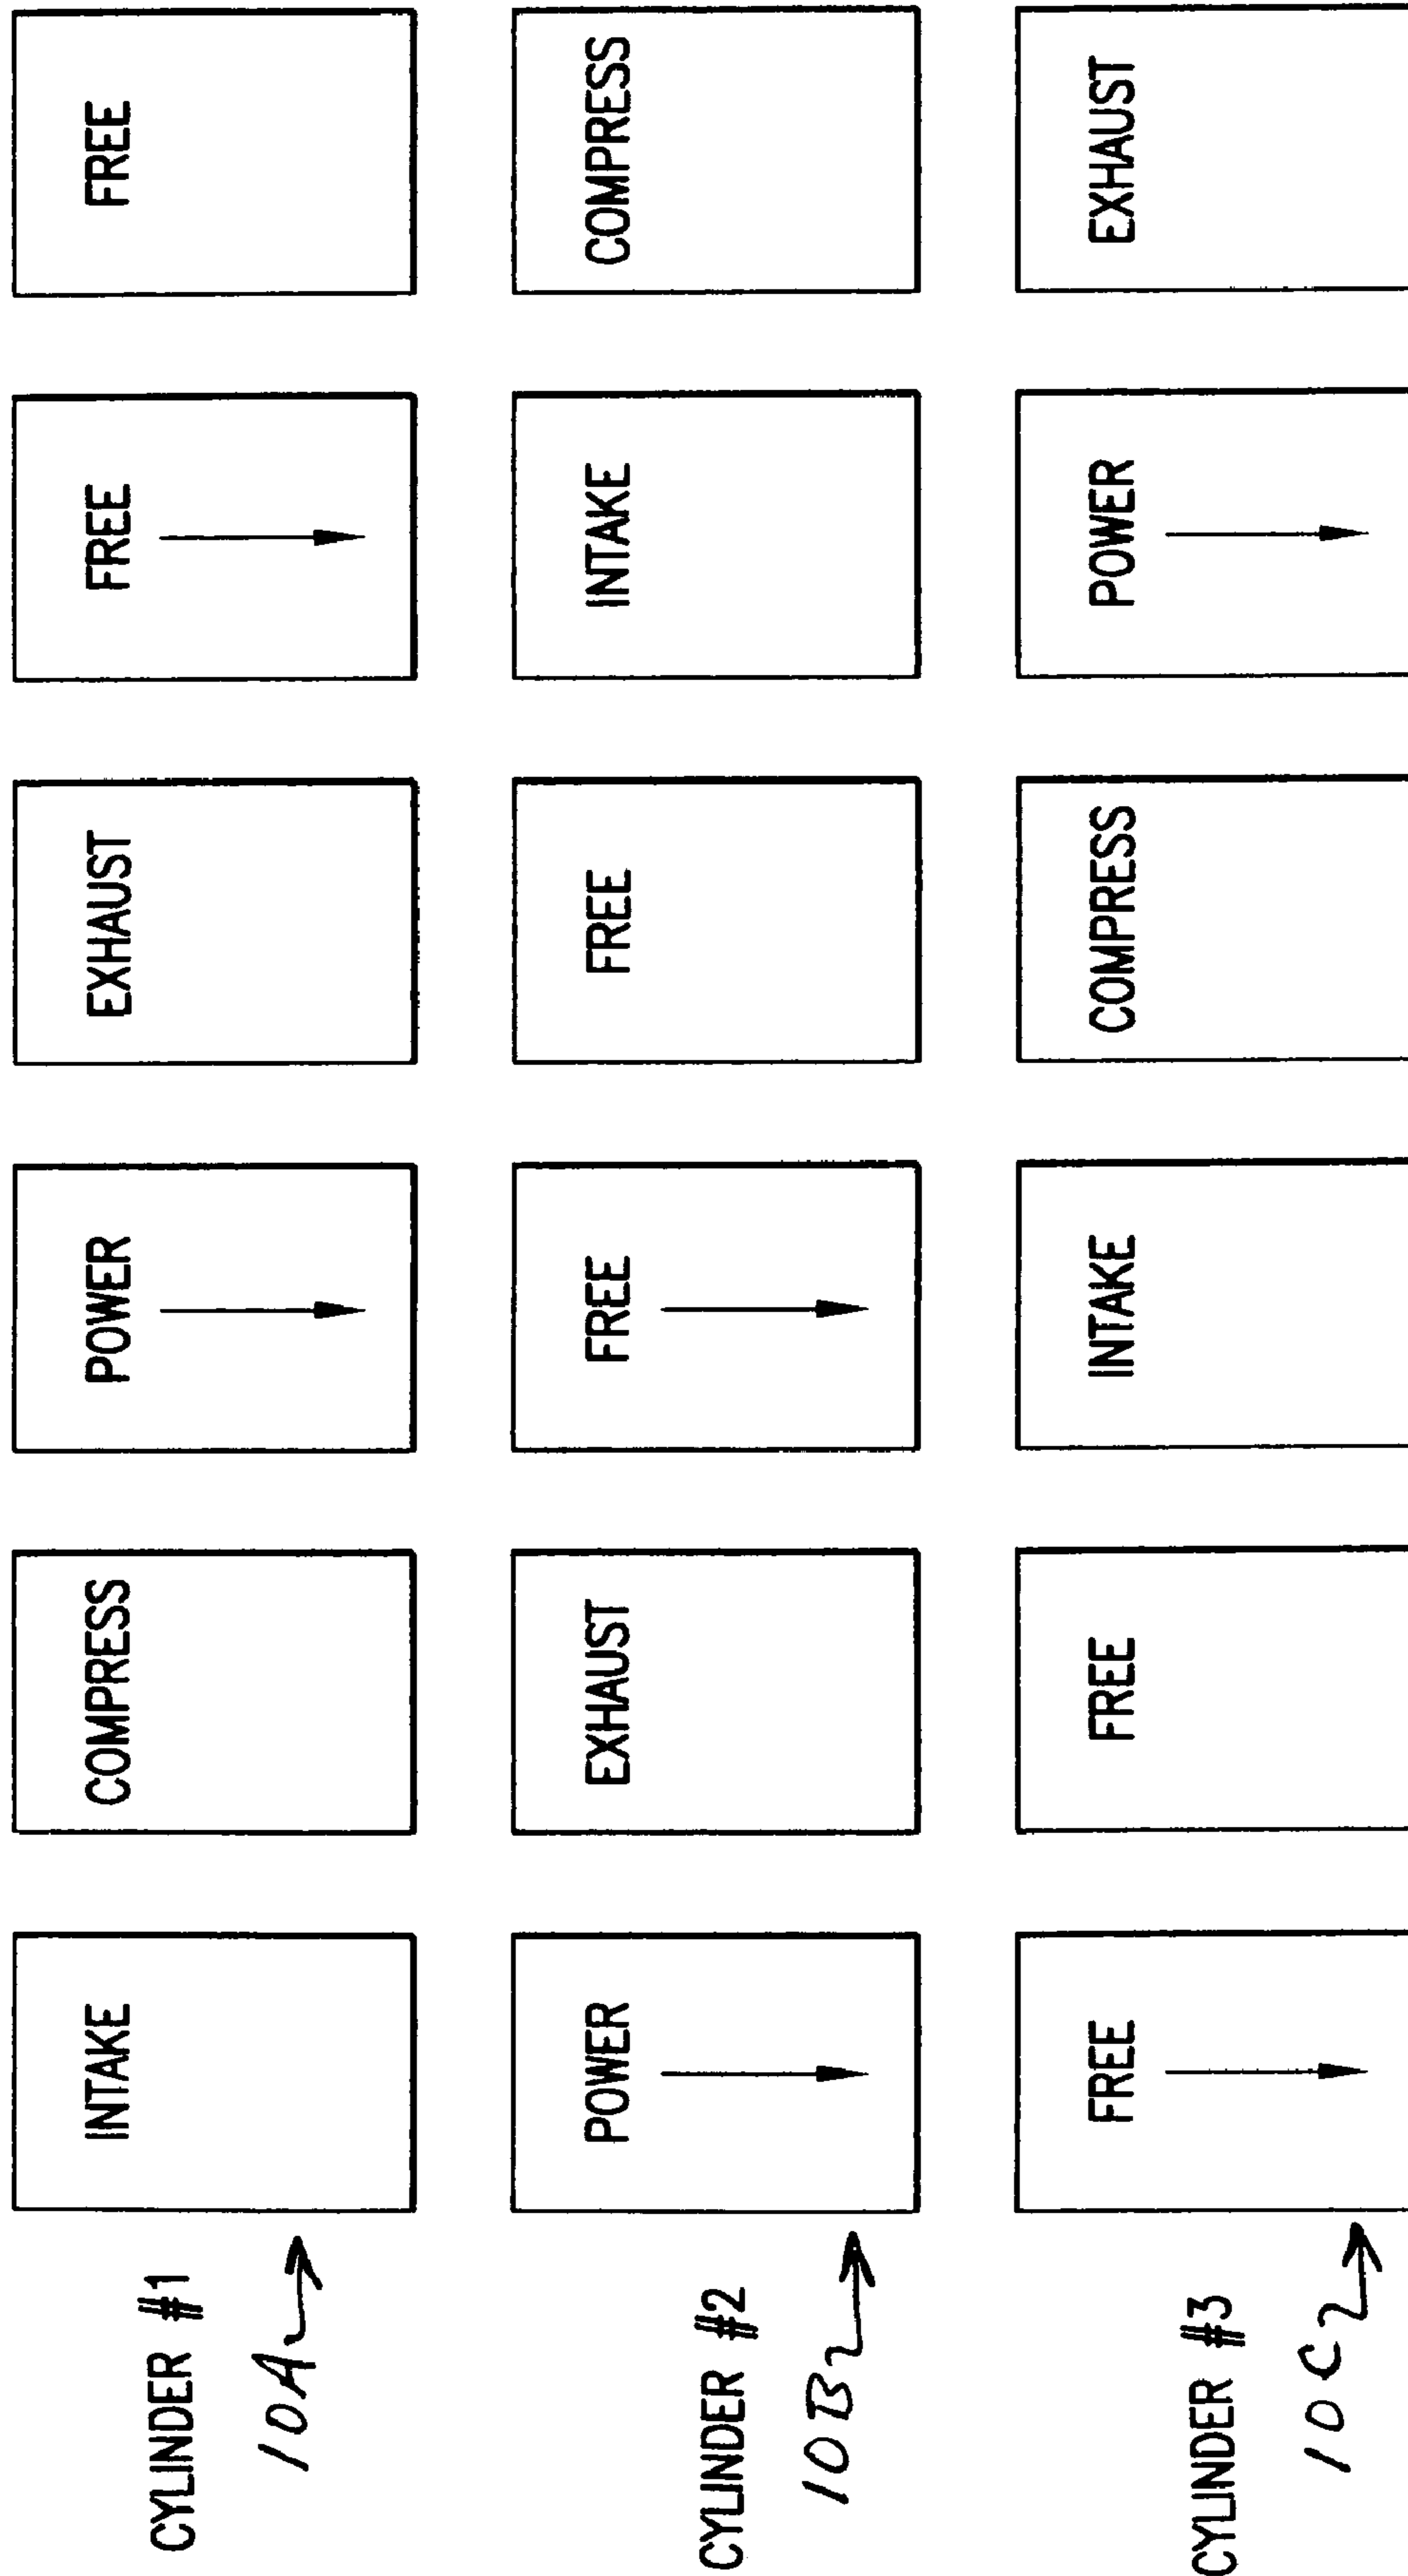 CYLINDER #1
10A
INTAKE
COMPRESS
POWER
EXHAUST
FREE
FREE
CYLINDER #2
10B
POWER
EXHAUST
FREE
FREE
INTAKE
COMPRESS
CYLINDER #3
10C
FREE
FREE
INTAKE
COMPRESS
POWER
EXHAUST